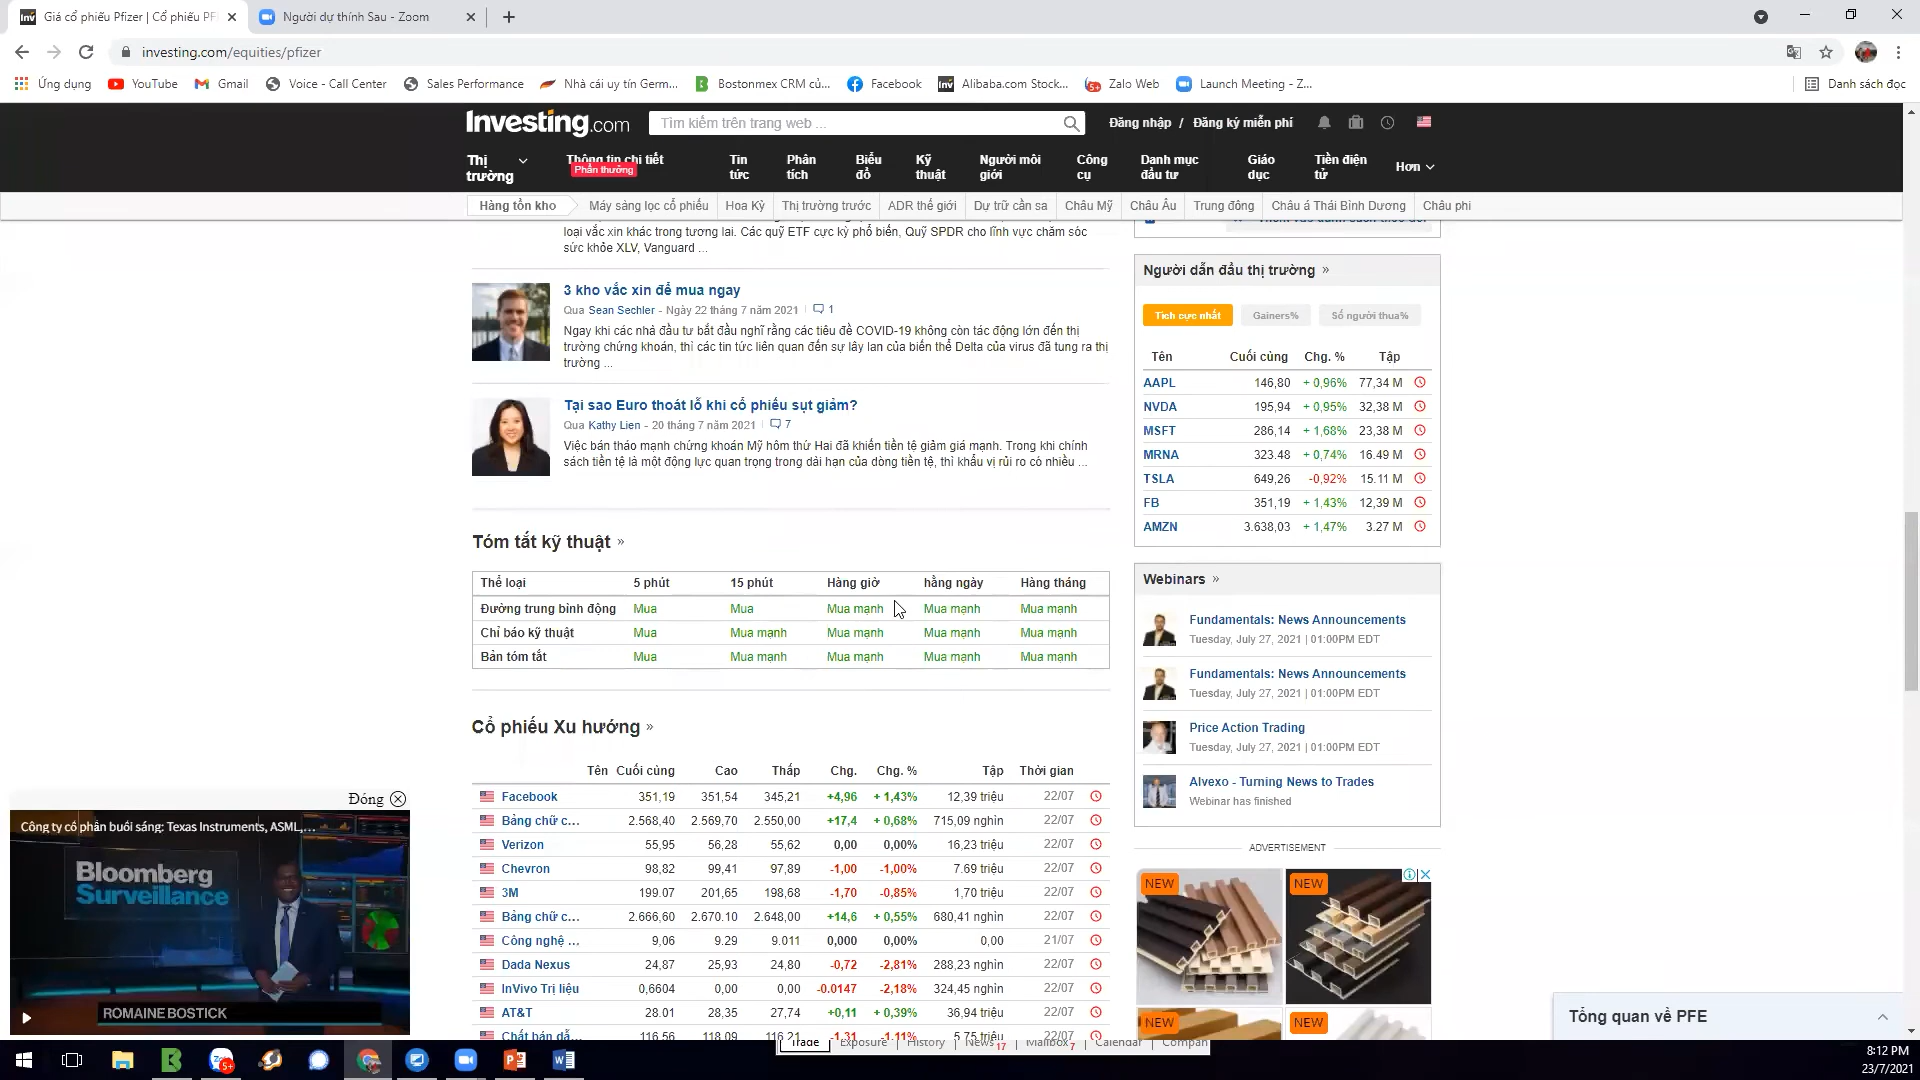 Giá cổ phiếu Pfizer | Cổ phiếu PF
Người dự thính Sau - Zoom
investing.com/equities/pfizer
Ứng dụng
YouTube
Gmail
Voice - Call Center
Sales Performance
Nhà cái uy tín Germ...
Bostonmex CRM củ...
Facebook
Alibaba.com Stock...
Zalo Web
Launch Meeting - Z...
Danh sách đọc
Investing.com
Tìm kiếm trên trang web ...
Đăng nhập / Đăng ký miễn phí
Thị trường
Thông tin chi tiết
Phần thưởng
Tin tức
Phân tích
Biểu đồ
Kỹ thuật
Người môi giới
Công cụ
Danh mục đầu tư
Giáo dục
Tiền điện tử
Hơn
Hàng tồn kho
Máy sàng lọc cổ phiếu
Hoa Kỳ
Thị trường trước
ADR thế giới
Dự trữ cần sa
Châu Mỹ
Châu Âu
Trung đông
Châu á Thái Bình Dương
Châu phi
loại vắc xin khác trong tương lai. Các quỹ ETF cực kỳ phổ biến, Quỹ SPDR cho lĩnh vực chăm sóc
sức khỏe XLV, Vanguard ...
3 kho vắc xin để mua ngay
Qua Sean Sechler - Ngày 22 tháng 7 năm 2021 1
Ngay khi các nhà đầu tư bắt đầu nghĩ rằng các tiêu đề COVID-19 không còn tác động lớn đến thị
trường chứng khoán, thì các tin tức liên quan đến sự lây lan của biến thể Delta của virus đã tung ra thị
trường ...
Tại sao Euro thoát lỗ khi cổ phiếu sụt giảm?
Qua Kathy Lien - 20 tháng 7 năm 2021 7
Việc bán tháo mạnh chứng khoán Mỹ hôm thứ Hai đã khiến tiền tệ giảm giá mạnh. Trong khi chính
sách tiền tệ là một động lực quan trọng trong dài hạn của dòng tiền tệ, thì khẩu vị rủi ro có nhiều ...
Tóm tắt kỹ thuật »
Thể loại 5 phút 15 phút Hàng giờ hằng ngày Hàng tháng
Đường trung bình động Mua Mua Mua mạnh Mua mạnh Mua mạnh
Chỉ báo kỹ thuật Mua Mua mạnh Mua mạnh Mua mạnh Mua mạnh
Bản tóm tắt Mua Mua mạnh Mua mạnh Mua mạnh Mua mạnh
Cổ phiếu Xu hướng »
Tên Cuối cùng Cao Thấp Chg. Chg. % Tập Thời gian
Facebook 351,19 351,54 345,21 +4,96 + 1,43% 12,39 triệu 22/07
Bảng chữ c... 2.568,40 2.569,70 2.550,00 +17,4 + 0,68% 715,09 nghìn 22/07
Verizon 55,95 56,28 55,62 0,00 0,00% 16,23 triệu 22/07
Chevron 98,82 99,41 97,89 -1,00 -1,00% 7.69 triệu 22/07
3M 199.07 201,65 198,68 -1,70 -0,85% 1,70 triệu 22/07
Bảng chữ c... 2.666,60 2.670.10 2.648,00 +14,6 + 0,55% 680,41 nghìn 22/07
Công nghệ ... 9,06 9.29 9.011 0,000 0,00% 0,00 21/07
Dada Nexus 24,87 25,93 24,80 -0,72 -2,81% 288,23 nghìn 22/07
InVivo Trị liệu 0,6604 0,00 0,00 -0.0147 -2,18% 324,45 nghìn 22/07
AT&T 28.01 28,35 27,74 +0,11 + 0,39% 36,94 triệu 22/07
Chất bán dẫ... 116,56 118,09 116,21 -1,31 -1,11% 5,75 triệu 22/07
Người dẫn đầu thị trường »
Tích cực nhất
Gainers%
Số người thua%
Tên Cuối cùng Chg. % Tập
AAPL 146,80 + 0,96% 77,34 M
NVDA 195,94 + 0,95% 32,38 M
MSFT 286,14 + 1,68% 23,38 M
MRNA 323.48 + 0,74% 16.49 M
TSLA 649,26 -0,92% 15.11 M
FB 351,19 + 1,43% 12,39 M
AMZN 3.638,03 + 1,47% 3.27 M
Webinars »
Fundamentals: News Announcements
Tuesday, July 27, 2021 | 01:00PM EDT
Fundamentals: News Announcements
Tuesday, July 27, 2021 | 01:00PM EDT
Price Action Trading
Tuesday, July 27, 2021 | 01:00PM EDT
Alvexo - Turning News to Trades
Webinar has finished
ADVERTISEMENT
NEW
NEW
NEW
NEW
Đóng
Công ty cổ phần buổi sáng: Texas Instruments, ASML,...
Bloomberg
Surveillance
ROMAINE BOSTICK
Tổng quan về PFE
Trade Exposure History News 17 Mailbox 7 Calendar Compan
8:12 PM
23/7/2021